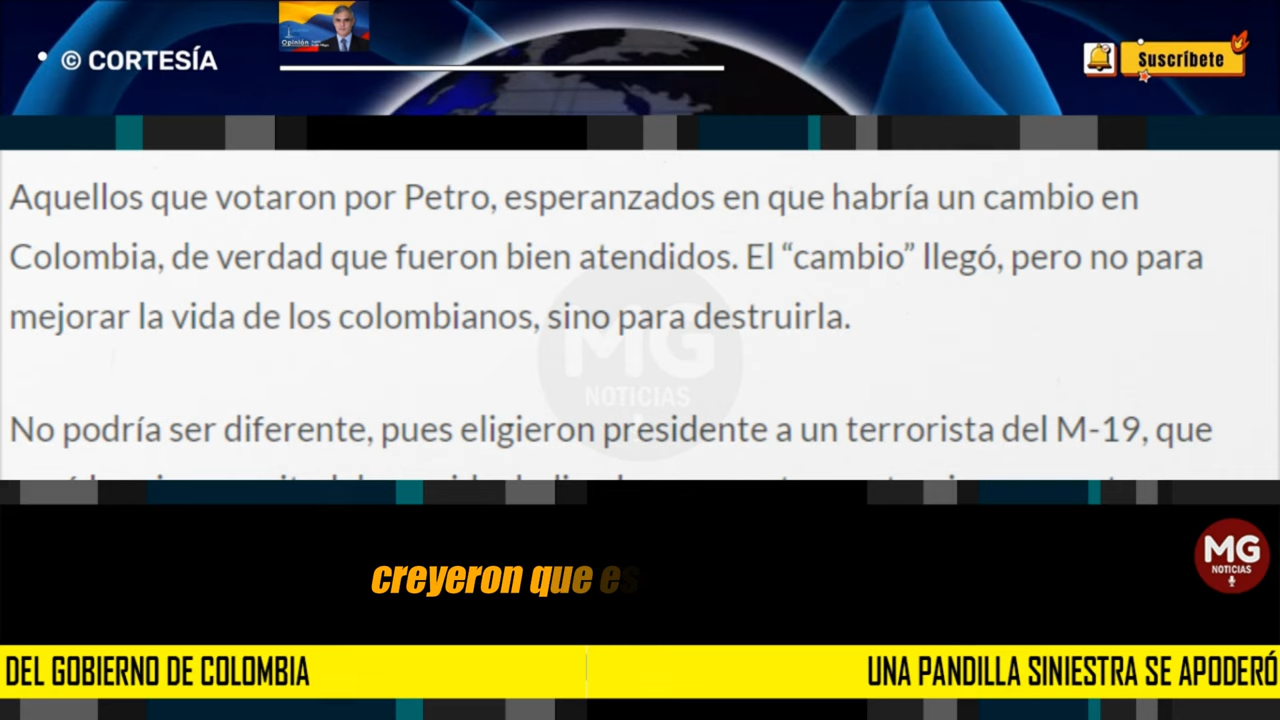 Opinión
© CORTESÍA
Suscríbete
Aquellos que votaron por Petro, esperanzados en que habría un cambio en
Colombia, de verdad que fueron bien atendidos. El “cambio” llegó, pero no para
mejorar la vida de los colombianos, sino para destruirla.
MG
NOTICIAS
No podría ser diferente, pues eligieron presidente a un terrorista del M-19, que
creyeron que es
MG
NOTICIAS
DEL GOBIERNO DE COLOMBIA
UNA PANDILLA SINIESTRA SE APODERÓ